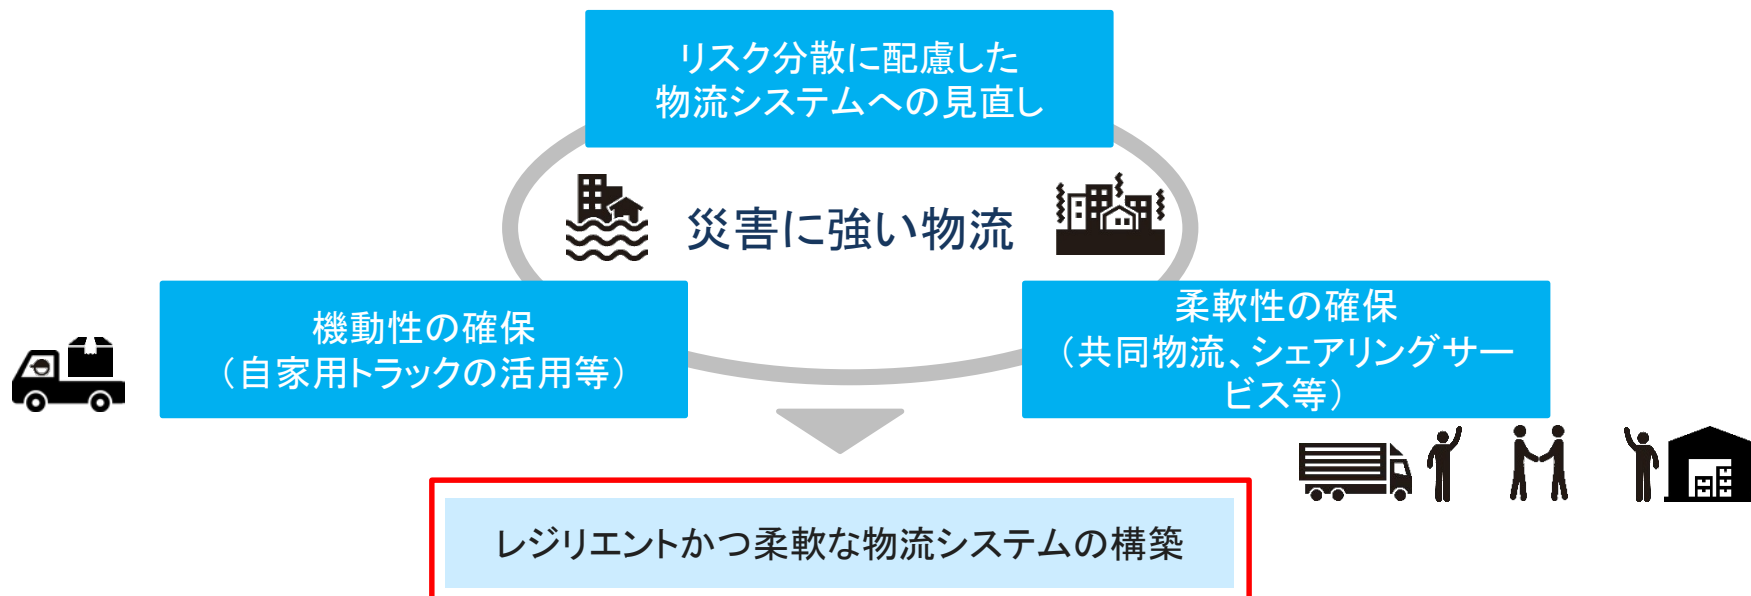 リスク分散に配慮した
物流システムへの見直し
災害に強い物流
機動性の確保
（自家用トラックの活用等）
柔軟性の確保
（共同物流、シェアリングサー
ビス等）
レジリエントかつ柔軟な物流システムの構築